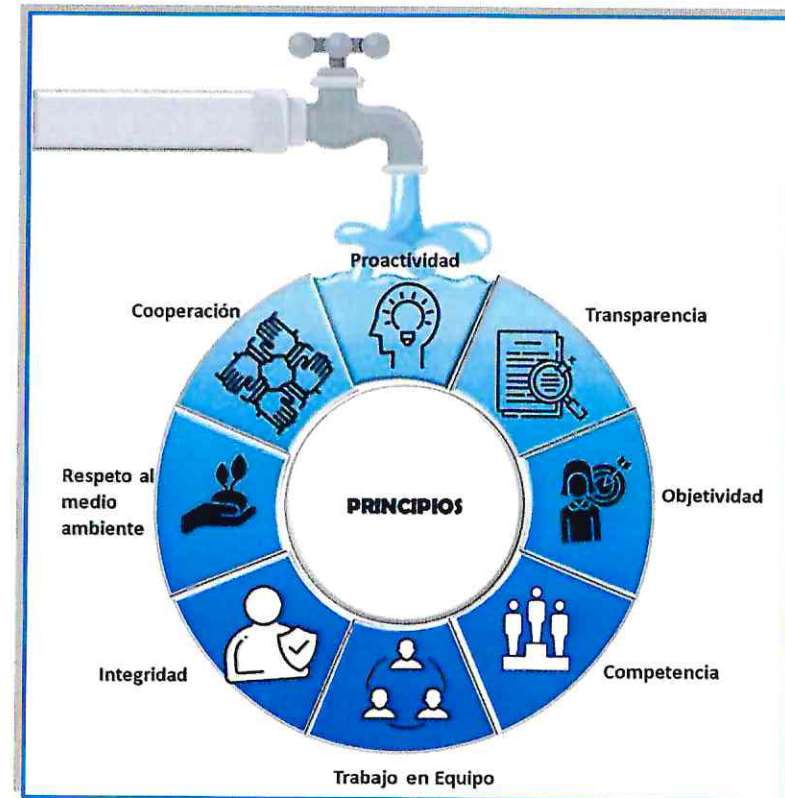 Proactividad
Cooperación
Transparencia
Respeto al
medio
ambiente
PRINCIPIOS
Objetividad
Integridad
Competencia
Trabajo en Equipo